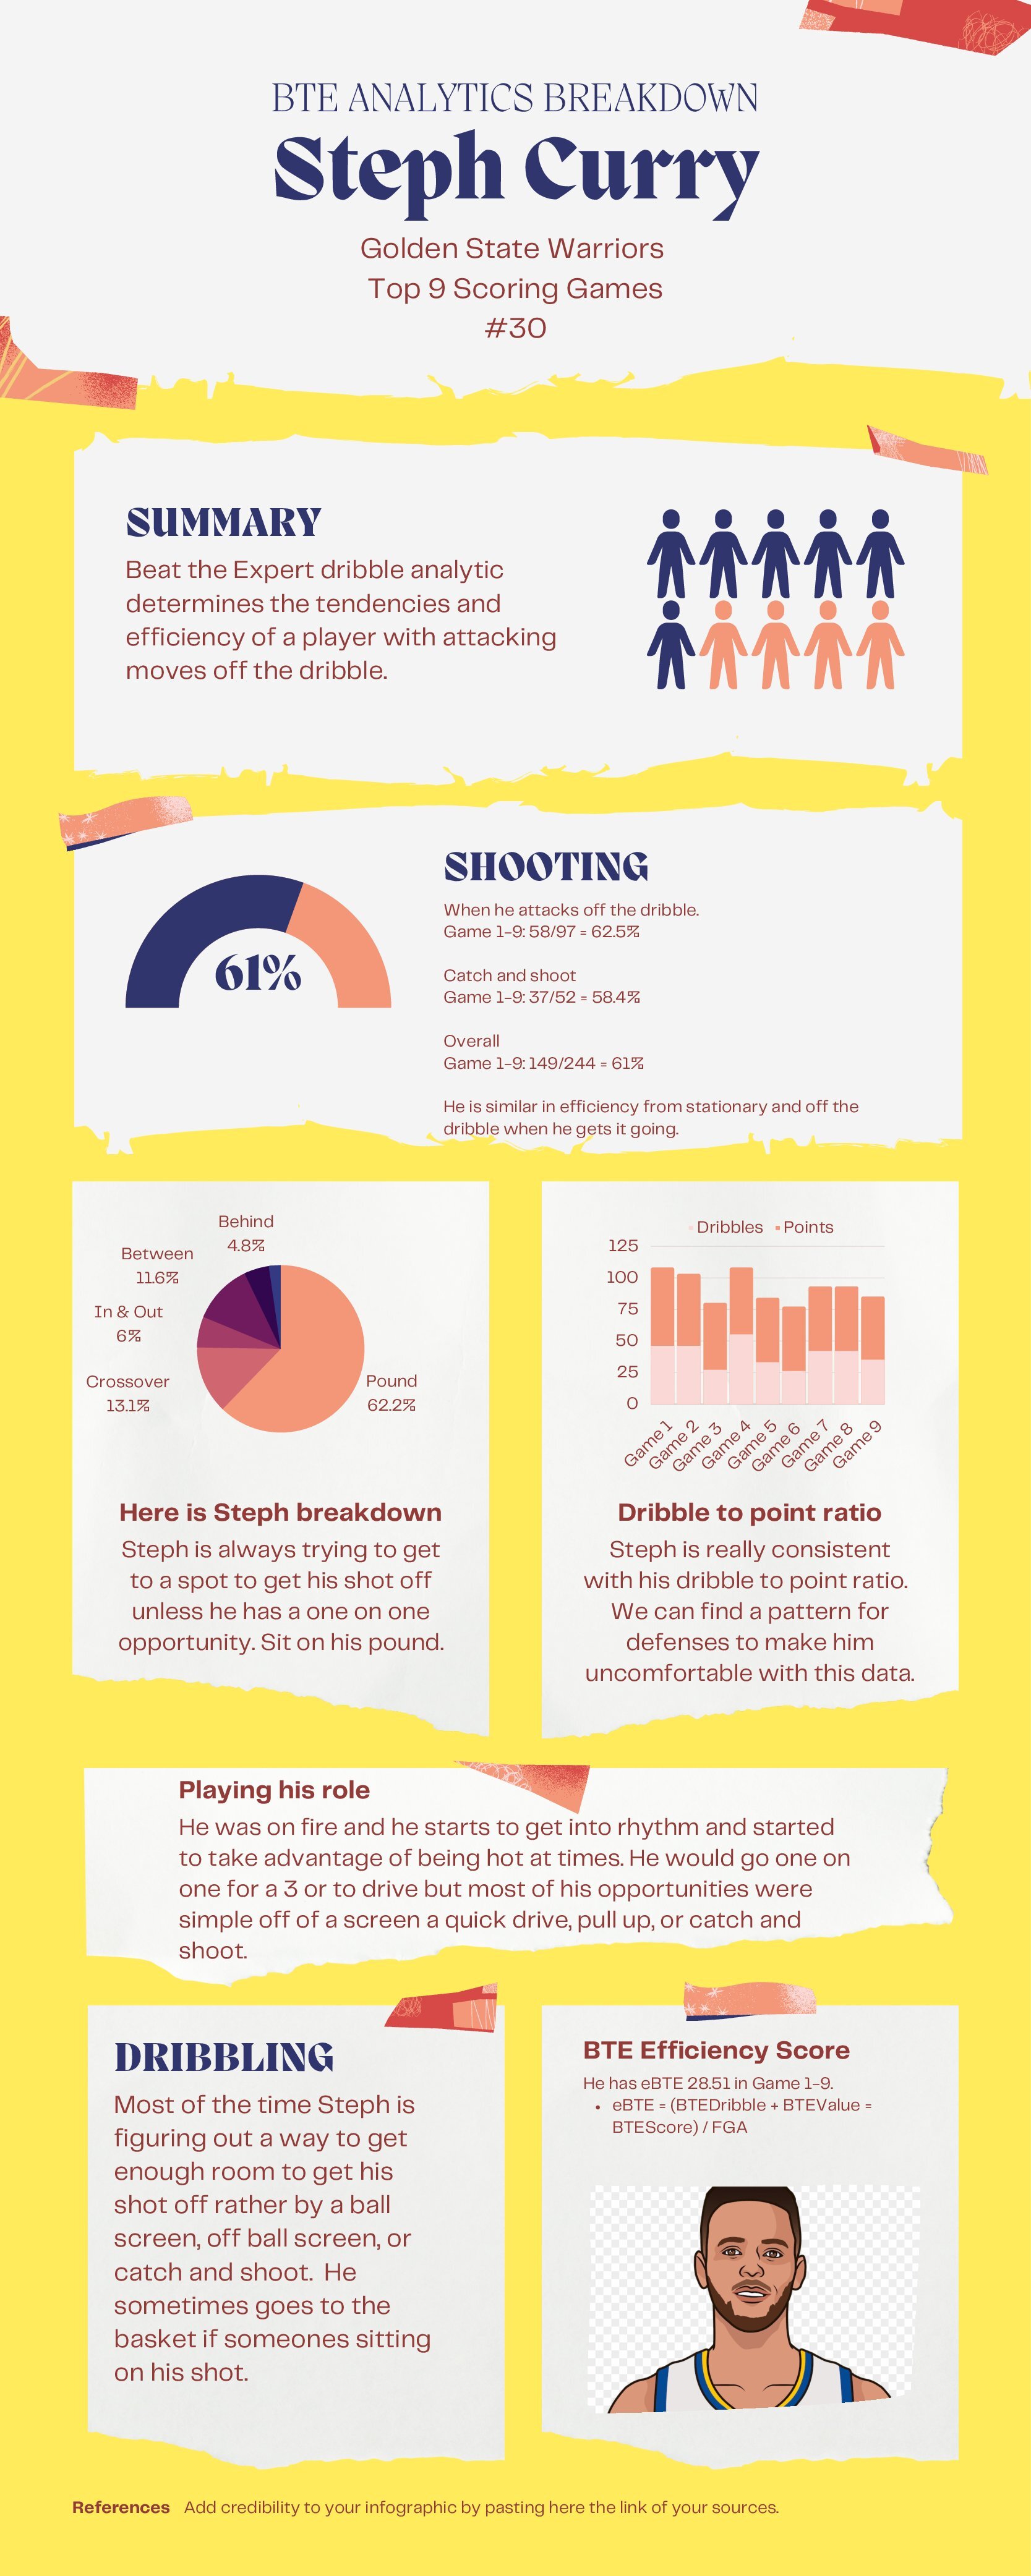 BTE ANALYTICS BREAKDOWN
Steph Curry
Golden State Warriors
Top 9 Scoring Games
#30
SUMMARY
Beat the Expert dribble analytic
determines the tendencies and
efficiency of a player with attacking
moves off the dribble.
61%
SHOOTING
When he attacks off the dribble.
Game 1-9: 58/97 = 62.5%
Catch and shoot
Game 1-9: 37/52 = 58.4%
Overall
Game 1-9: 149/244 = 61%
He is similar in efficiency from stationary and off the
dribble when he gets it going.
Behind
4.8%
Between
11.6%
In & Out
6%
Crossover
13.1%
Pound
62.2%
Here is Steph breakdown
Steph is always trying to get
to a spot to get his shot off
unless he has a one on one
opportunity. Sit on his pound.
Dribbles Points
125
100
75
50
25
0
Game 1
Game 2
Game 3
Game 4
Game 5
Game 6
Game 7
Game 8
Game 9
Dribble to point ratio
Steph is really consistent
with his dribble to point ratio.
We can find a pattern for
defenses to make him
uncomfortable with this data.
Playing his role
He was on fire and he starts to get into rhythm and started
to take advantage of being hot at times. He would go one on
one for a 3 or to drive but most of his opportunities were
simple off of a screen a quick drive, pull up, or catch and
shoot.
DRIBBLING
Most of the time Steph is
figuring out a way to get
enough room to get his
shot off rather by a ball
screen, off ball screen, or
catch and shoot. He
sometimes goes to the
basket if someones sitting
on his shot.
BTE Efficiency Score
He has eBTE 28.51 in Game 1-9.
• eBTE = (BTEDribble + BTEValue =
BTEScore) / FGA
References Add credibility to your infographic by pasting here the link of your sources.